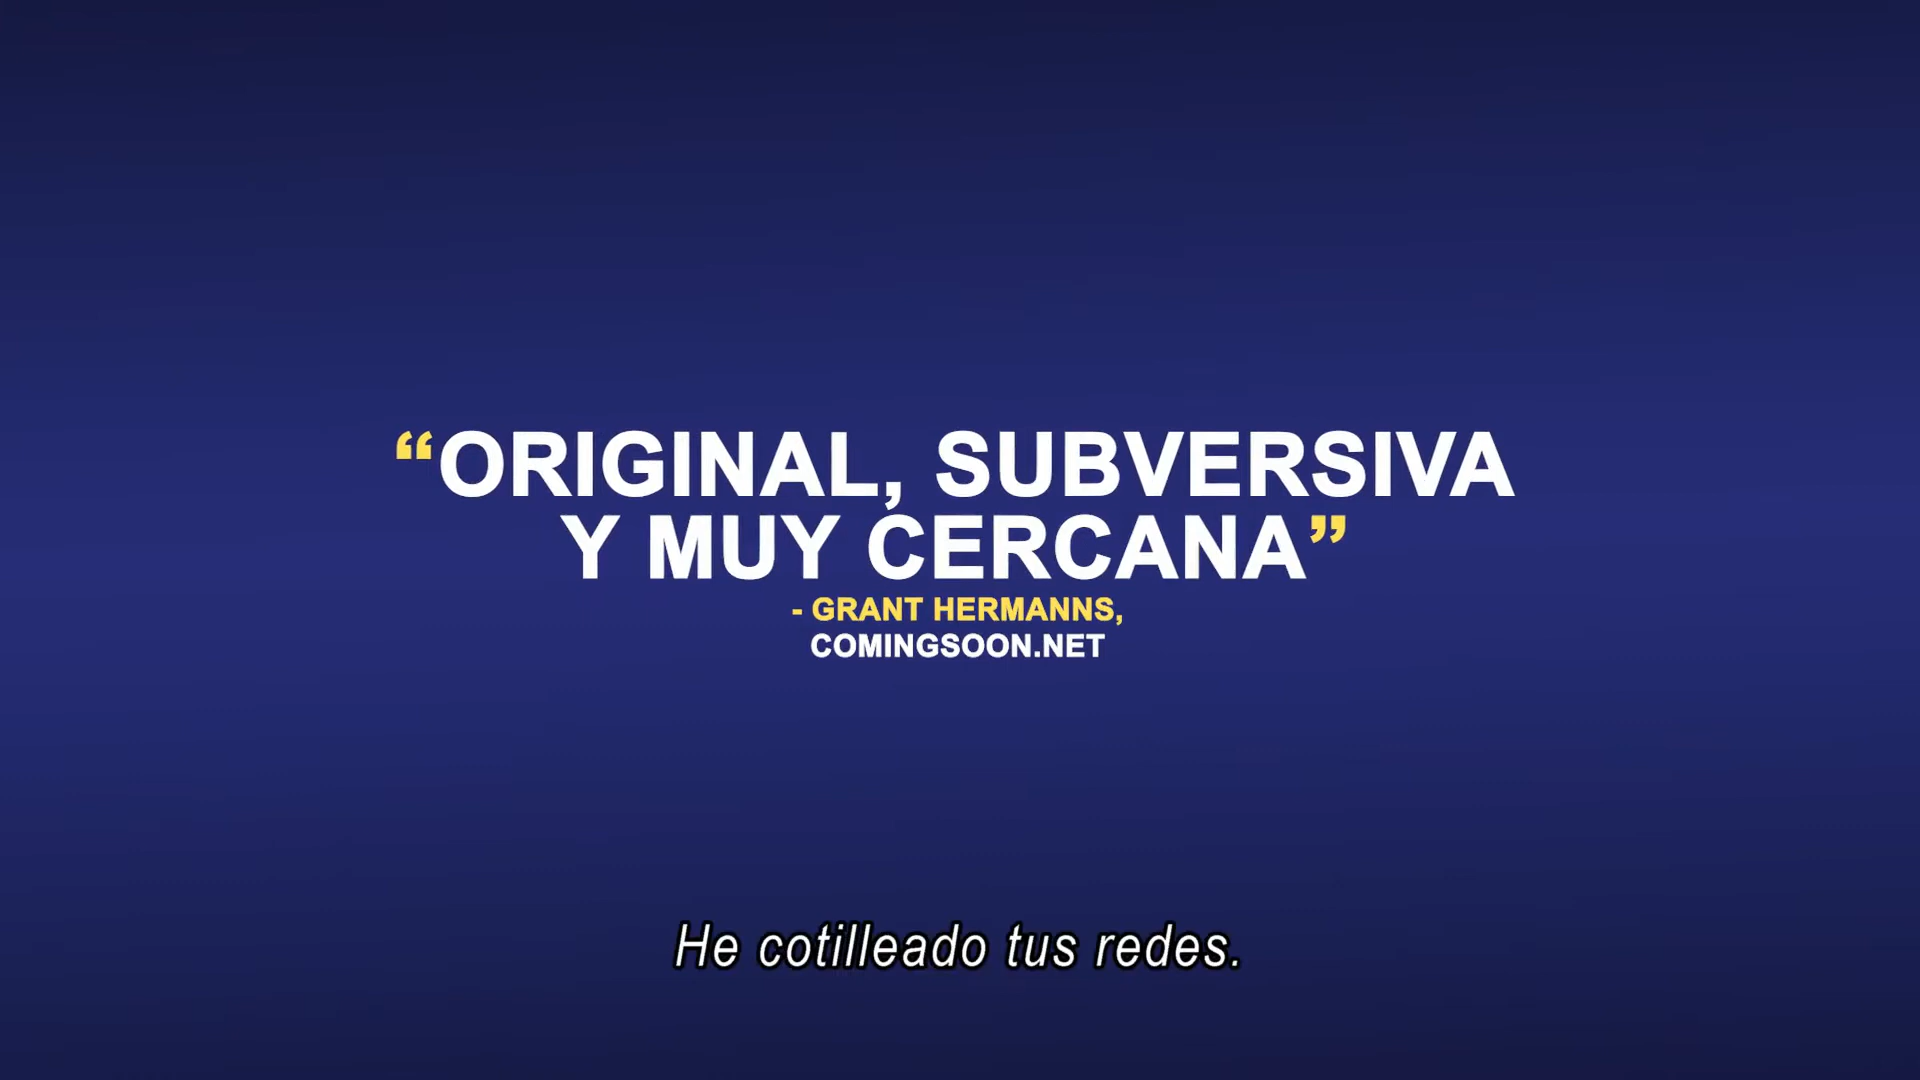 “ORIGINAL, SUBVERSIVA
Y MUY CERCANA”
- GRANT HERMANNS,
COMINGSOON.NET
He cotilleado tus redes.